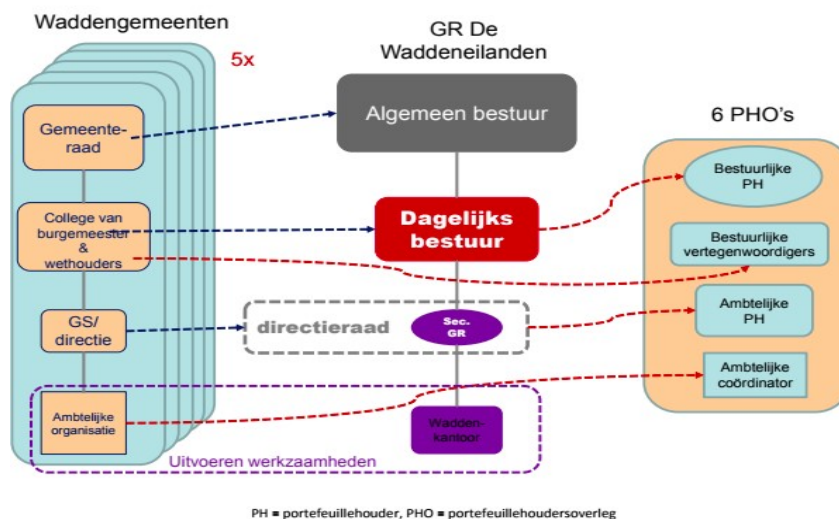 Waddengemeenten
5x
Gemeente-
raad
College van
burgemeester
&
wethouders
GS/
directie
Ambtelijke
organisatie
Uitvoeren werkzaamheden
GR De
Waddeneilanden
Algemeen bestuur
Dagelijks
bestuur
directieraad
Sec.
GR
Wadden-
kantoor
6 PHO's
Bestuurlijke
PH
Bestuurlijke
vertegenwoordigers
Ambtelijke
PH
Ambtelijke
coördinator
PH = portefeuillehouder, PHO = portefeuillehoudersoverleg